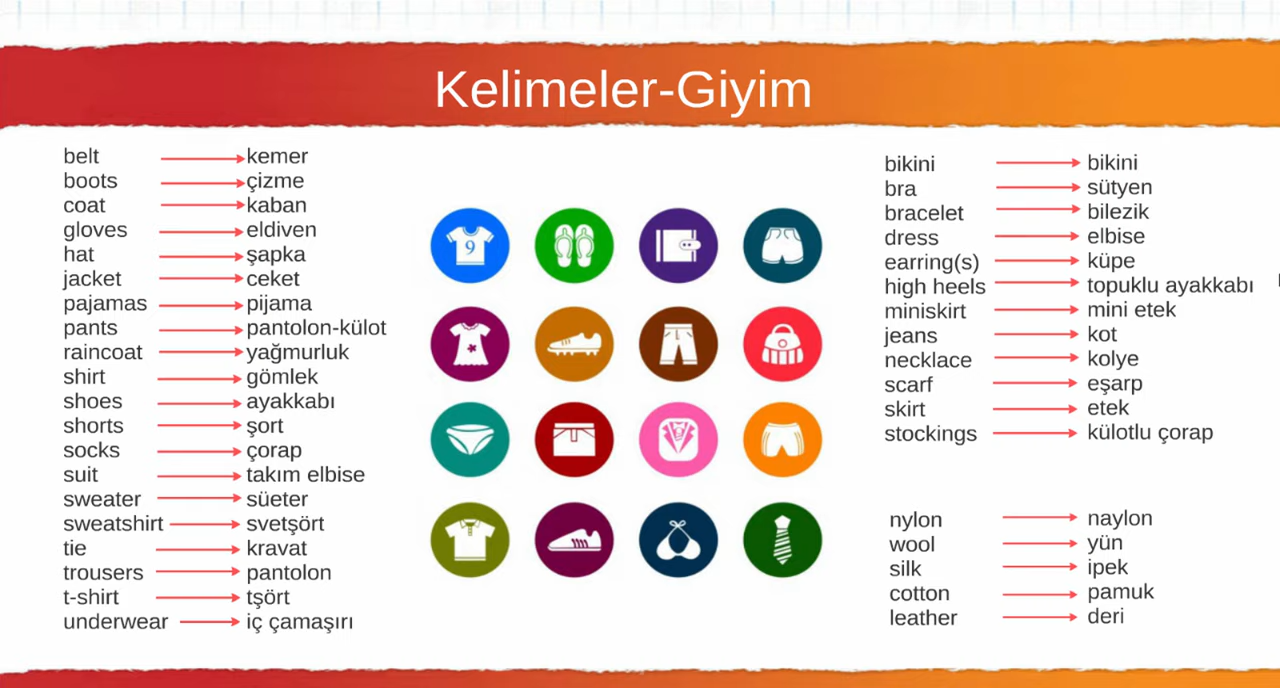 Kelimeler-Giyim
belt kemer
boots çizme
coat kaban
gloves eldiven
hat şapka
jacket ceket
pajamas pijama
pants pantolon-külot
raincoat yağmurluk
shirt gömlek
shoes ayakkabı
shorts şort
socks çorap
suit takım elbise
sweater süeter
sweatshirt svetşört
tie kravat
trousers pantolon
t-shirt tşört
underwear iç çamaşırı
9
bikini bikini
bra sütyen
bracelet bilezik
dress elbise
earring(s) küpe
high heels topuklu ayakkabı
miniskirt mini etek
jeans kot
necklace kolye
scarf eşarp
skirt etek
stockings külotlu çorap
nylon naylon
wool yün
silk ipek
cotton pamuk
leather deri